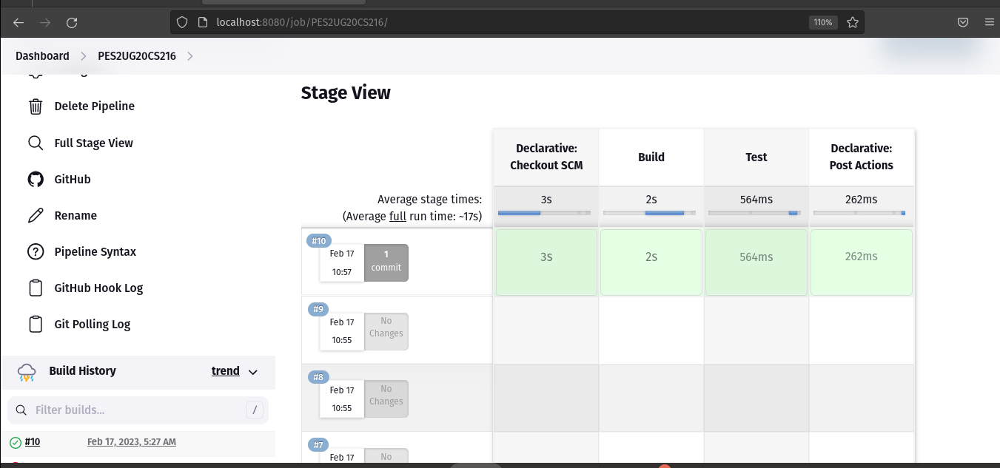 localhost:8080/job/PES2UG20CS216/
110%
Dashboard
PES2UG20CS216
Delete Pipeline
Full Stage View
GitHub
Rename
Pipeline Syntax
GitHub Hook Log
Git Polling Log
Build History
trend
Filter builds...
/
#10
Feb 17, 2023, 5:27 AM
Stage View
Declarative:
Checkout SCM
Build
Test
Declarative:
Post Actions
Average stage times:
(Average full run time: ~17s)
3s
2s
564ms
262ms
#10
Feb 17
10:57
1
commit
3s
2s
564ms
262ms
#9
Feb 17
10:55
No
Changes
#8
Feb 17
10:55
No
Changes
#7
Feb 17
No